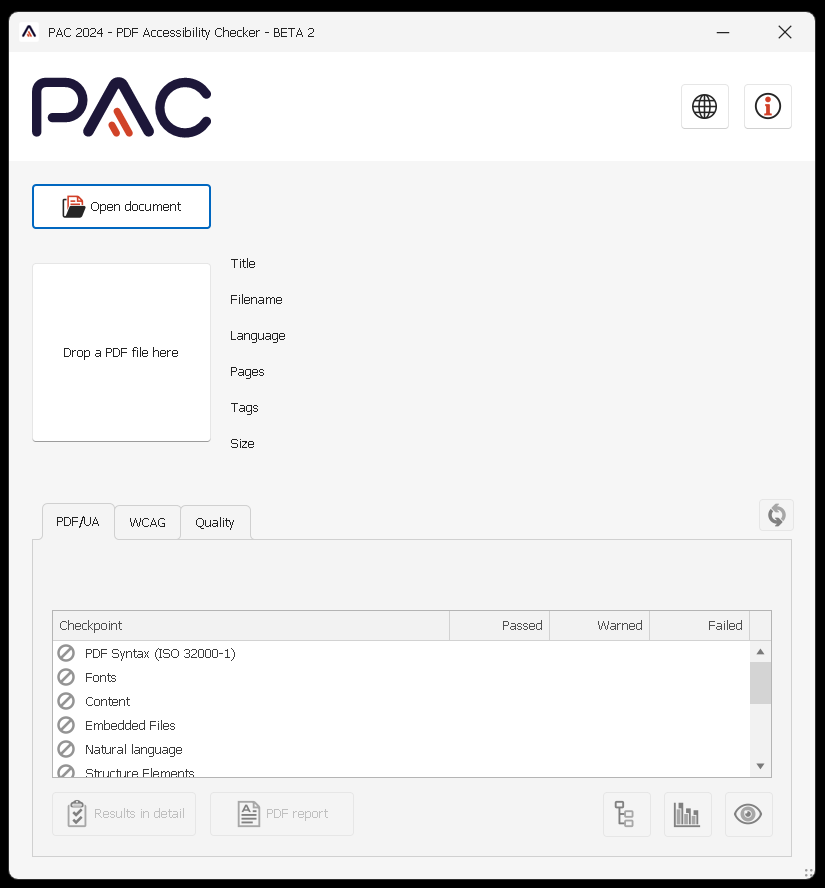 PAC 2024 - PDF Accessibility Checker - BETA 2
PAC
Open document
Drop a PDF file here
Title
Filename
Language
Pages
Tags
Size
PDF/UA
WCAG
Quality
Checkpoint Passed Warned Failed
PDF Syntax (ISO 32000-1)
Fonts
Content
Embedded Files
Natural language
Structure Elements
Results in detail
PDF report